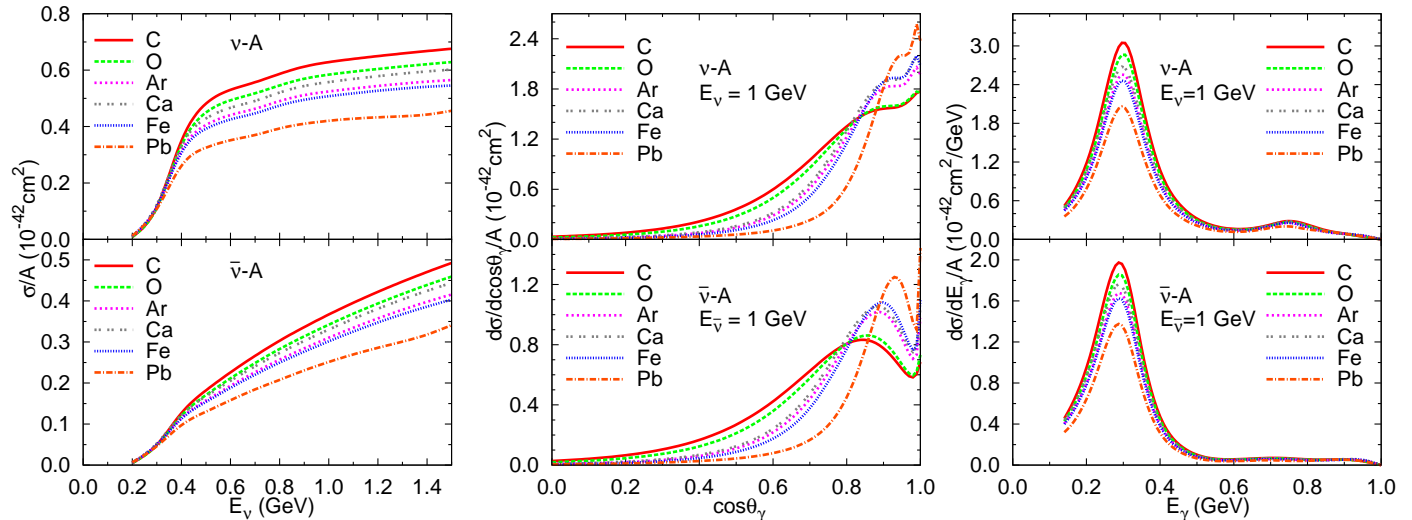 0.8
0.6
0.4
0.2
0.0
C
O
Ar
Ca
Fe
Pb
ν-A
0.5
0.4
0.3
0.2
0.1
0.0
C
O
Ar
Ca
Fe
Pb
ν̄-A
σ/A (10⁻⁴²cm²)
0.0 0.2 0.4 0.6 0.8 1.0 1.2 1.4
E_ν (GeV)
2.4
1.8
1.2
0.6
0.0
C
O
Ar
Ca
Fe
Pb
ν-A
E_ν = 1 GeV
1.2
0.8
0.4
0.0
C
O
Ar
Ca
Fe
Pb
ν̄-A
E_ν̄ = 1 GeV
dσ/dcosθ_γ/A (10⁻⁴²cm²)
0.0 0.2 0.4 0.6 0.8 1.0
cosθ_γ
3.0
2.4
1.8
1.2
0.6
0.0
ν-A
E_ν=1 GeV
C
O
Ar
Ca
Fe
Pb
2.0
1.6
1.2
0.8
0.4
0.0
ν̄-A
E_ν̄=1 GeV
C
O
Ar
Ca
Fe
Pb
dσ/dE_γ/A (10⁻⁴²cm²/GeV)
0.0 0.2 0.4 0.6 0.8 1.0
E_γ (GeV)